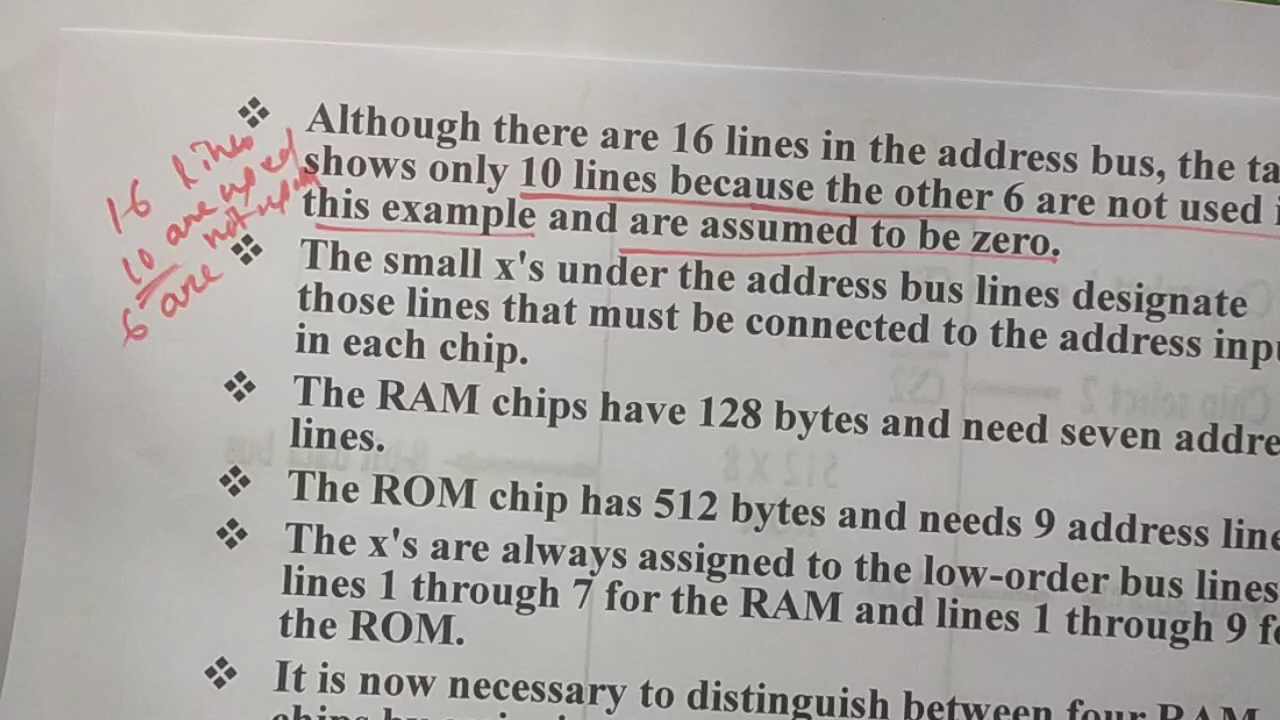 Although there are 16 lines in the address bus, the ta
shows only 10 lines because the other 6 are not used i
this example and are assumed to be zero.
The small x's under the address bus lines designate
those lines that must be connected to the address inpu
in each chip.
The RAM chips have 128 bytes and need seven addre
lines.
The ROM chip has 512 bytes and needs 9 address line
The x's are always assigned to the low-order bus lines
lines 1 through 7 for the RAM and lines 1 through 9 fo
the ROM.
It is now necessary to distinguish between four RAM
16 lines
10 are used
6 are not used